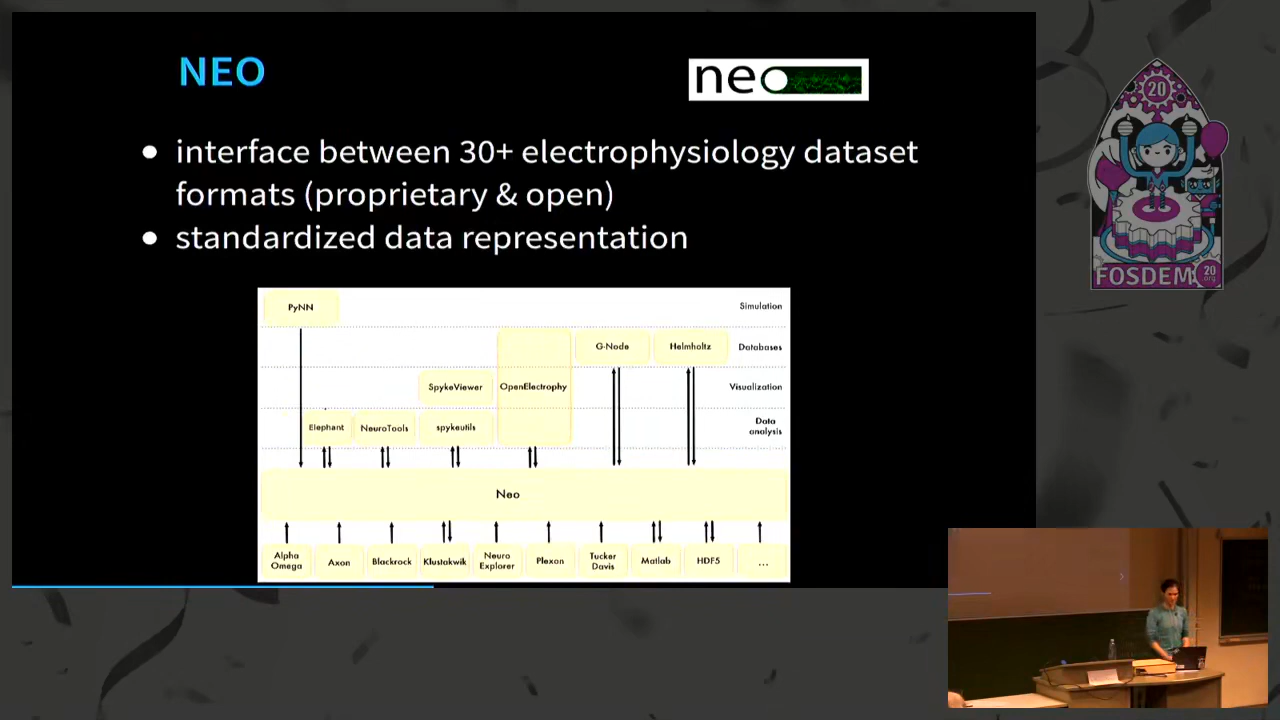 NEO
neo
● interface between 30+ electrophysiology dataset
formats (proprietary & open)
● standardized data representation
PyNN
Simulation
G-Node
Helmholtz
Databases
SpykeViewer
OpenElectrophy
Visualization
Elephant
NeuroTools
spykeutils
Data
analysis
Neo
Alpha
Omega
Axon
Blackrock
Klustakwik
Neuro
Explorer
Plexon
Tucker
Davis
Matlab
HDF5
...
20
FOSDEM 20
.org